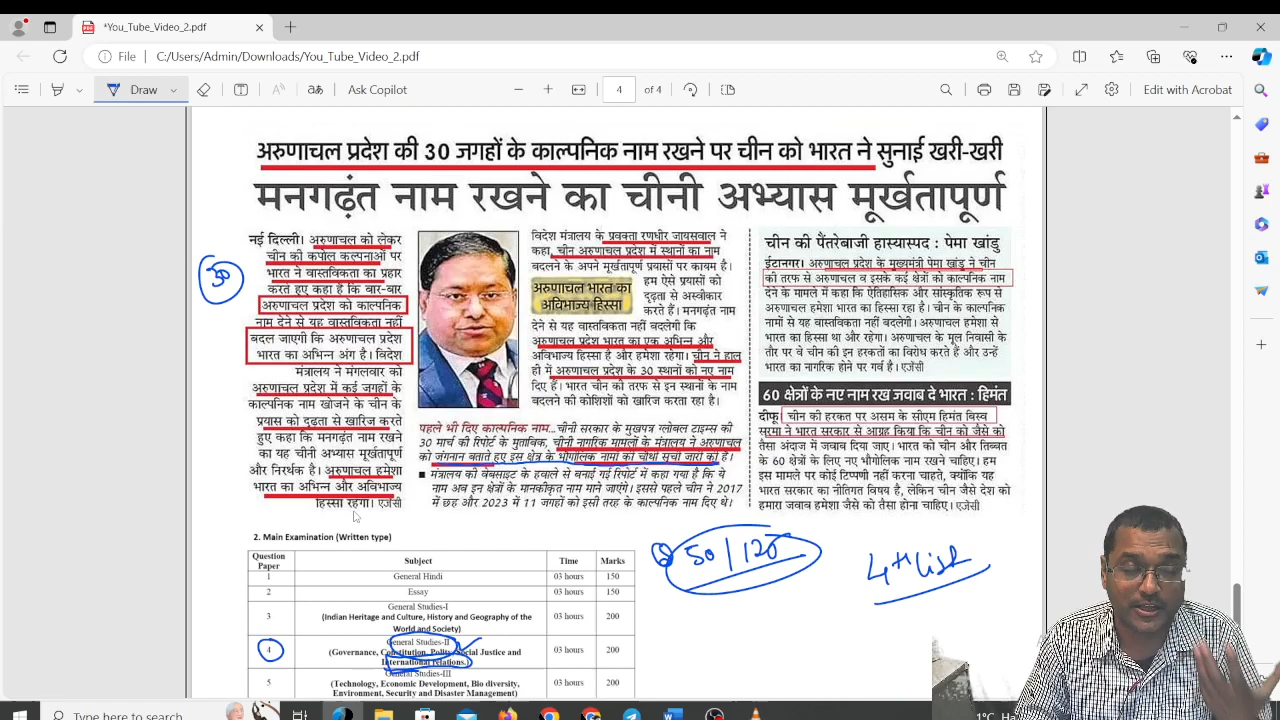 *You_Tube_Video_2.pdf
File C:/Users/Admin/Downloads/You_Tube_Video_2.pdf
Draw
Ask Copilot
4 of 4
Edit with Acrobat
अरुणाचल प्रदेश की 30 जगहों के काल्पनिक नाम रखने पर चीन को भारत ने सुनाई खरी-खरी
मनगढ़ंत नाम रखने का चीनी अभ्यास मूर्खतापूर्ण
नई दिल्ली। अरुणाचल को लेकर
चीन की कपोल कल्पनाओं पर
भारत ने वास्तविकता का प्रहार
करते हुए कहा है कि बार-बार
अरुणाचल प्रदेश को काल्पनिक
नाम देने से यह वास्तविकता नहीं
बदल जाएगी कि अरुणाचल प्रदेश
भारत का अभिन्न अंग है। विदेश
मंत्रालय ने मंगलवार को
अरुणाचल प्रदेश में कई जगहों के
काल्पनिक नाम खोजने के चीन के
प्रयास को दृढता से खारिज करते
हुए कहा कि मनगढ़ंत नाम रखने
का यह चीनी अभ्यास मूर्खतापूर्ण
और निरर्थक है। अरुणाचल हमेशा
भारत का अभिन्न और अविभाज्य
हिस्सा रहेगा। एजेंसी
30
विदेश मंत्रालय के प्रवक्ता रणधीर जायसवाल ने
कहा, चीन अरुणाचल प्रदेश में स्थानों का नाम
बदलने के अपने मूर्खतापूर्ण प्रयासों पर कायम है।
हम ऐसे प्रयासों को
दृढ़ता से अस्वीकार
करते हैं। मनगढ़ंत नाम
अरुणाचल भारत का
अविभाज्य हिस्सा
देने से यह वास्तविकता नहीं बदलेगी कि
अरुणाचल प्रदेश भारत का एक अभिन्न और
अविभाज्य हिस्सा है और हमेशा रहेगा। चीन ने हाल
ही में अरुणाचल प्रदेश के 30 स्थानों को नए नाम
दिए हैं। भारत चीन की तरफ से इन स्थानों के नाम
बदलने की कोशिशों को खारिज करता रहा है।
पहले भी दिए काल्पनिक नाम...चीनी सरकार के मुखपत्र ग्लोबल टाइम्स की
30 मार्च की रिपोर्ट के मुताबिक, चीनी नागरिक मामलों के मंत्रालय ने अरुणाचल
को जंगनान बताते हुए इस क्षेत्र के भौगोलिक नामों की चौथी सूची जारी की है।
■ मंत्रालय की वेबसाइट के हवाले से बनाई गई रिपोर्ट में कहा गया है कि ये
नाम अब इन क्षेत्रों के मानकीकृत नाम माने जाएंगे। इससे पहले चीन ने 2017
में छह और 2023 में 11 जगहों को इसी तरह के काल्पनिक नाम दिए थे।
चीन की पैंतरेबाजी हास्यास्पद : पेमा खांडु
ईटानगर। अरुणाचल प्रदेश के मुख्यमंत्री पेमा खांडु ने चीन
की तरफ से अरुणाचल व इसके कई क्षेत्रों को काल्पनिक नाम
देने के मामले में कहा कि ऐतिहासिक और सांस्कृतिक रूप से
अरुणाचल हमेशा भारत का हिस्सा रहा है। चीन के काल्पनिक
नामों से यह वास्तविकता नहीं बदलेगी। अरुणाचल हमेशा से
भारत का हिस्सा था और रहेगा। अरुणाचल के मूल निवासी के
तौर पर वे चीन की इन हरकतों का विरोध करते हैं और उन्हें
भारत का नागरिक होने पर गर्व है। एजेंसी
60 क्षेत्रों के नए नाम रख जवाब दे भारत : हिमंत
दीफू। चीन की हरकत पर असम के सीएम हिमंत बिस्व
सरमा ने भारत सरकार से आग्रह किया कि चीन को जैसे को
तैसा अंदाज में जवाब दिया जाए। भारत को चीन और तिब्बत
के 60 क्षेत्रों के लिए नए भौगोलिक नाम रखने चाहिए। हम
इस मामले पर कोई टिप्पणी नहीं करना चाहते, क्योंकि यह
भारत सरकार का नीतिगत विषय है, लेकिन चीन जैसे देश को
हमारा जवाब हमेशा जैसे को तैसा होना चाहिए। एजेंसी
2. Main Examination (Written type)
Question Paper Subject Time Marks
1 General Hindi 03 hours 150
2 Essay 03 hours 150
3 General Studies-I (Indian Heritage and Culture, History and Geography of the World and Society) 03 hours 200
4 General Studies-II (Governance, Constitution, Polity, Social Justice and International Relations.) 03 hours 200
5 General Studies-III (Technology, Economic Development, Bio diversity, Environment, Security and Disaster Management) 03 hours 200
50 | 120
4th list